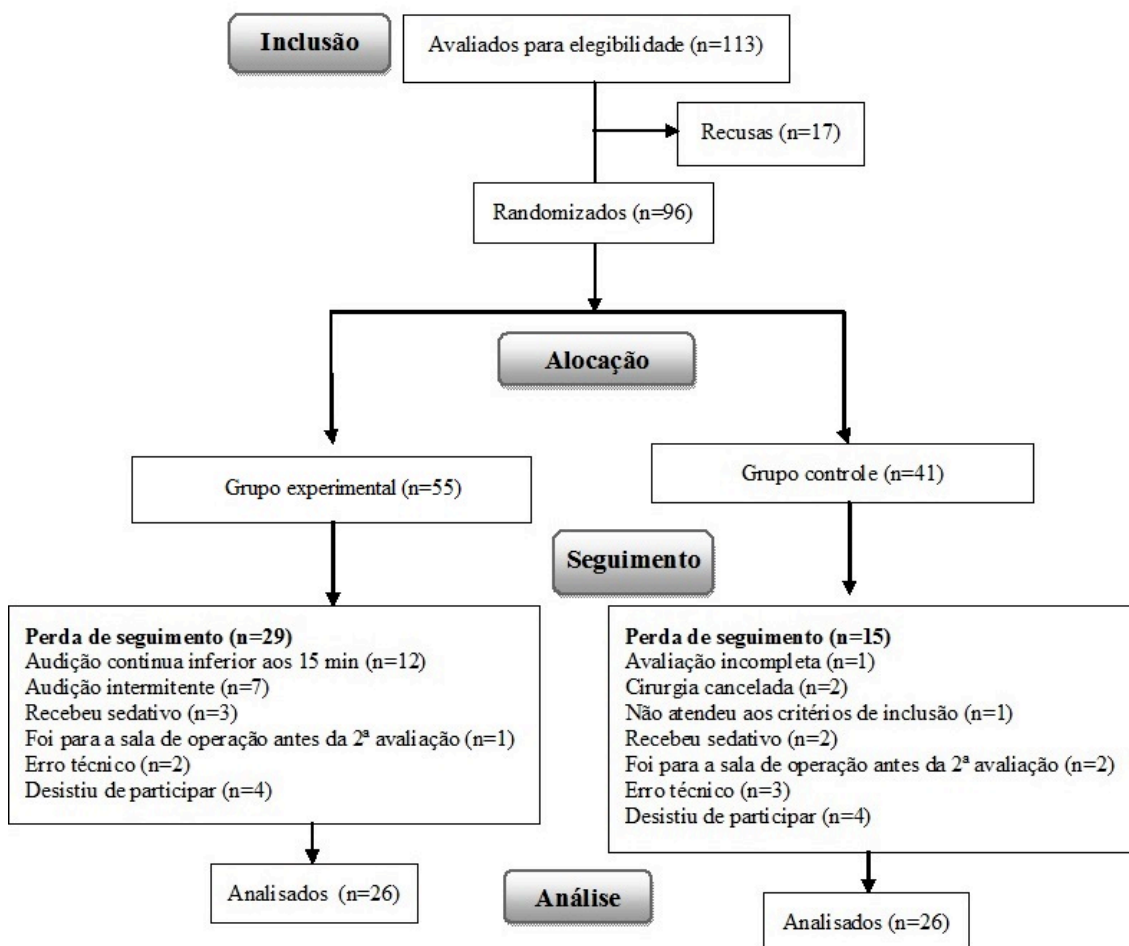 Inclusão
Avaliados para elegibilidade (n=113)
Recusas (n=17)
Randomizados (n=96)
Alocação
Grupo experimental (n=55)
Grupo controle (n=41)
Seguimento
Perda de seguimento (n=29)
Audição continua inferior aos 15 min (n=12)
Audição intermitente (n=7)
Recebeu sedativo (n=3)
Foi para a sala de operação antes da 2ª avaliação (n=1)
Erro técnico (n=2)
Desistiu de participar (n=4)
Perda de seguimento (n=15)
Avaliação incompleta (n=1)
Cirurgia cancelada (n=2)
Não atendeu aos critérios de inclusão (n=1)
Recebeu sedativo (n=2)
Foi para a sala de operação antes da 2ª avaliação (n=2)
Erro técnico (n=3)
Desistiu de participar (n=4)
Analisados (n=26)
Análise
Analisados (n=26)